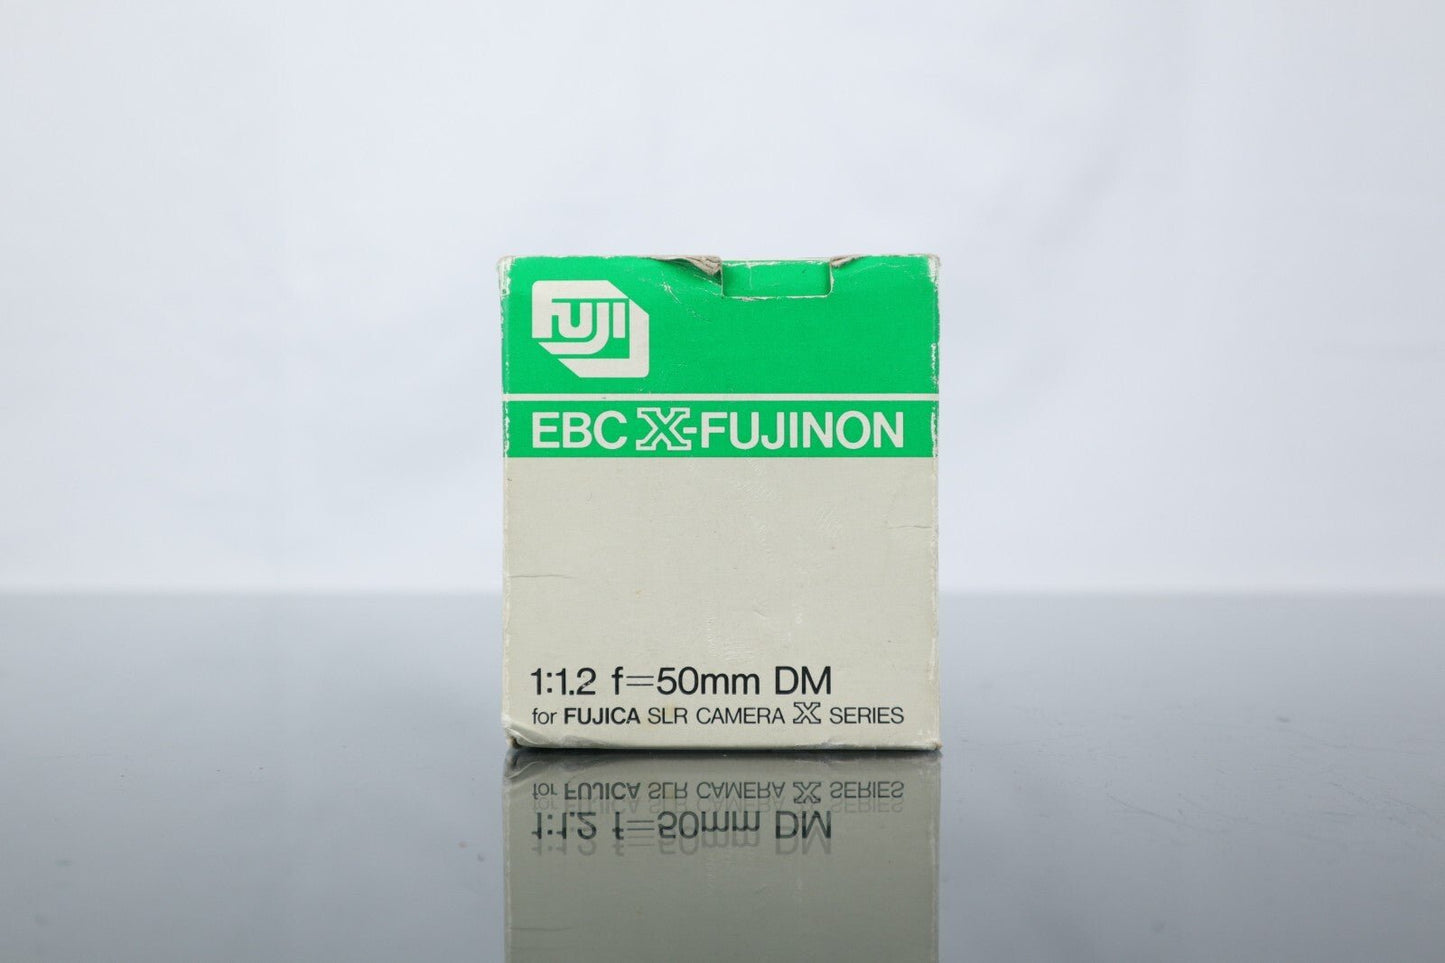 FUJI
EBC X-FUJINON
1:1.2 f=50mm DM
for FUJICA SLR CAMERA X SERIES